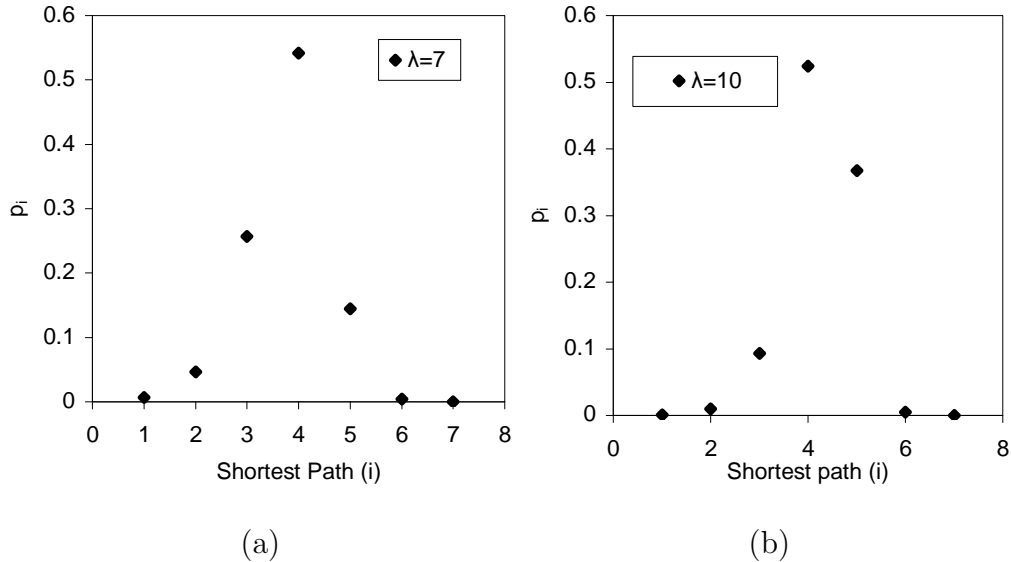 0.6
0.5
0.4
0.3
0.2
0.1
0
pᵢ
λ=7
0 1 2 3 4 5 6 7 8
Shortest Path (i)
(a)
0.6
0.5
0.4
0.3
0.2
0.1
0
pᵢ
λ=10
0 2 4 6 8
Shortest path (i)
(b)